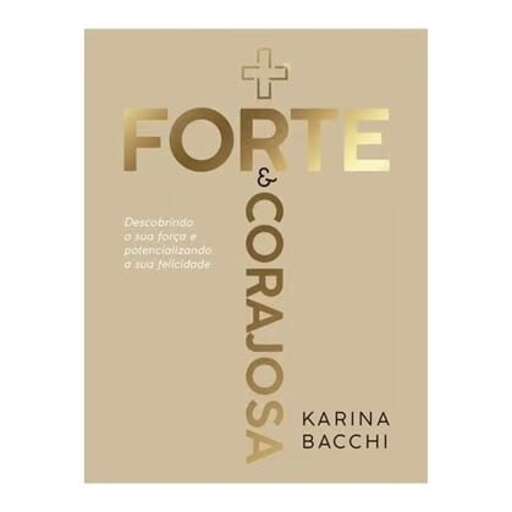 +
FORTE
&
CORAJOSA
Descobrindo
a sua força e
potencializando
a sua felicidade
KARINA
BACCHI